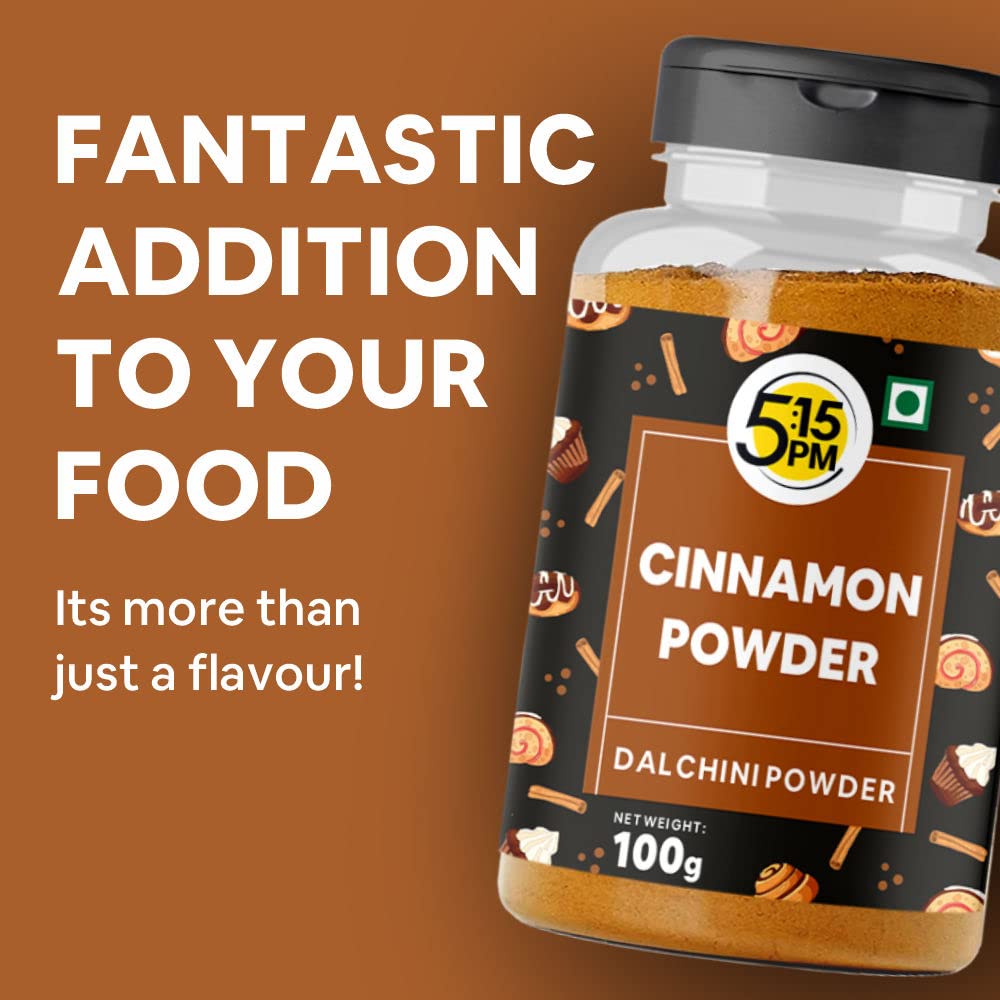 FANTASTIC
ADDITION
TO YOUR
FOOD
Its more than
just a flavour!
5:15
PM
CINNAMON
POWDER
DALCHINI POWDER
NET WEIGHT:
100g